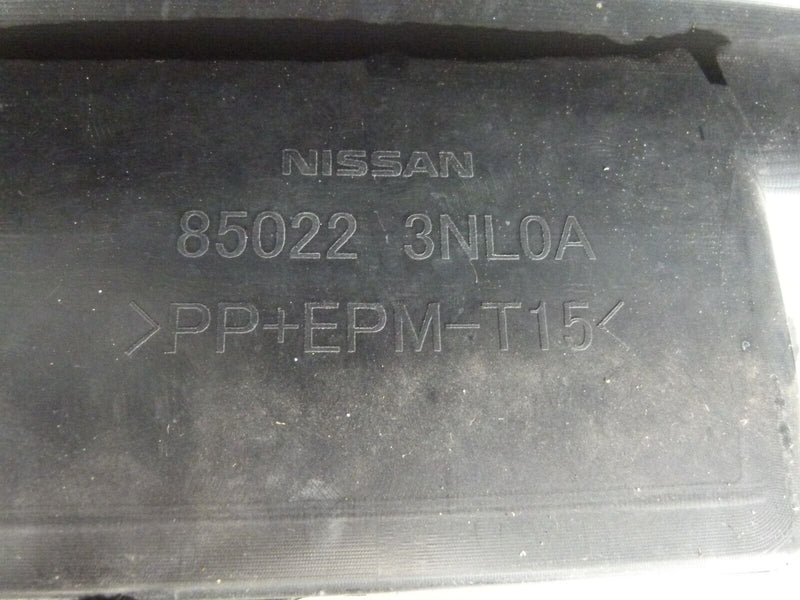 NISSAN
85022 3NL0A
>PP+EPM-T15<